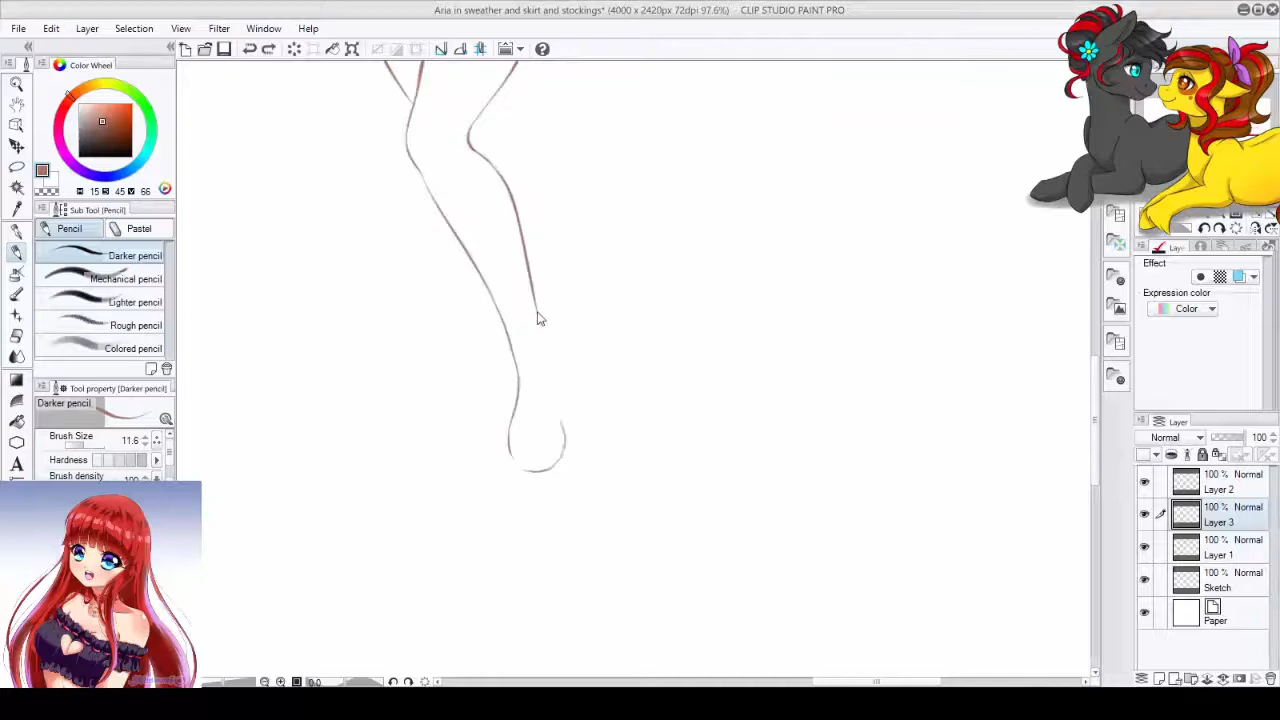 Aria in sweather and skirt and stockings* (4000 x 2420px 72dpi 97.6%) - CLIP STUDIO PAINT PRO
File Edit Layer Selection View Filter Window Help
Color Wheel
H 15 S 45 V 66
Sub Tool [Pencil]
Pencil Pastel
Darker pencil
Mechanical pencil
Lighter pencil
Rough pencil
Colored pencil
Tool property [Darker pencil]
Darker pencil
Brush Size 11.6
Hardness
Brush density 100
0.0
Effect
Expression color
Color
Layer
Normal 100
100 % Normal
Layer 2
100 % Normal
Layer 3
100 % Normal
Layer 1
100 % Normal
Sketch
Paper